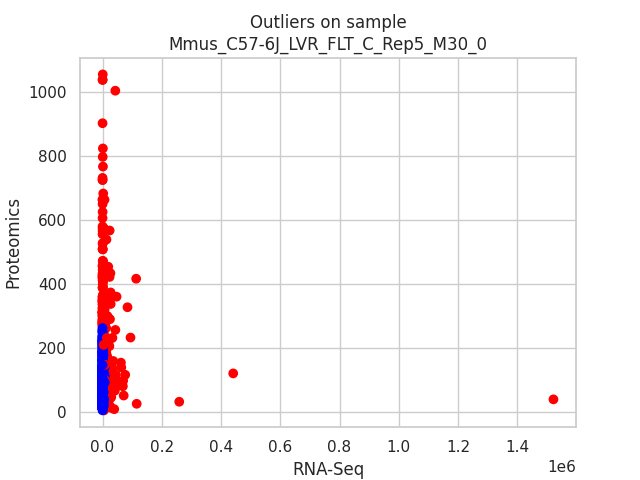 Outliers on sample
Mmus_C57-6J_LVR_FLT_C_Rep5_M30_0
1000
800
600
400
200
0
Proteomics
0.0 0.2 0.4 0.6 0.8 1.0 1.2 1.4
1e6
RNA-Seq